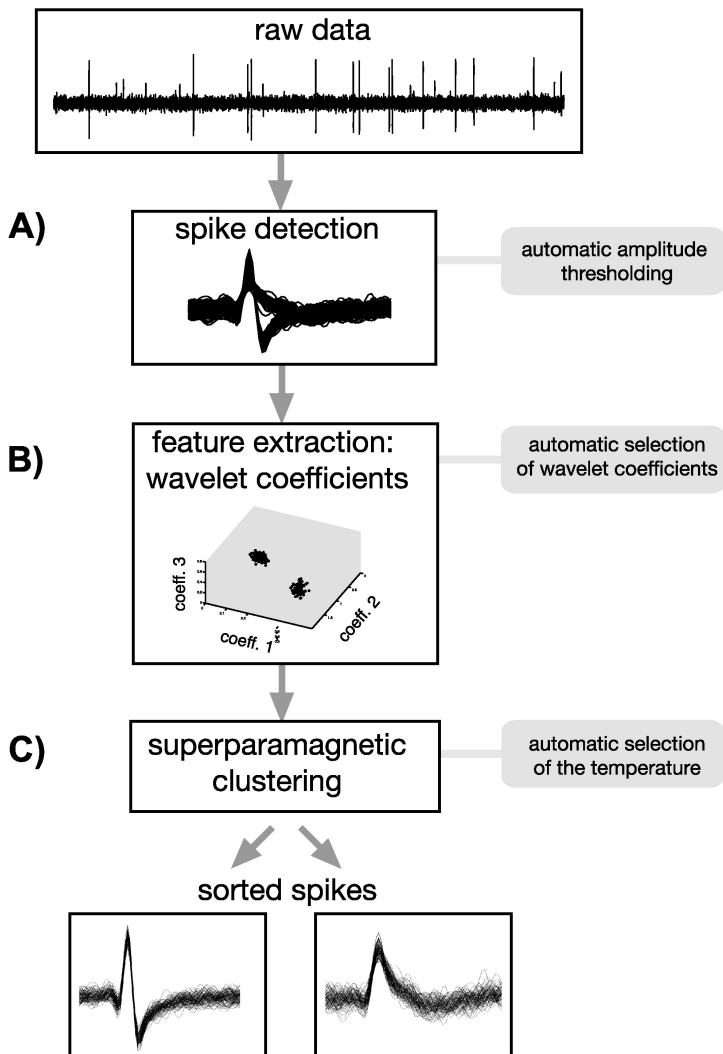 raw data
A)
spike detection
automatic amplitude
thresholding
B)
feature extraction:
wavelet coefficients
automatic selection
of wavelet coefficients
coeff. 3
coeff. 1
coeff. 2
C)
superparamagnetic
clustering
automatic selection
of the temperature
sorted spikes